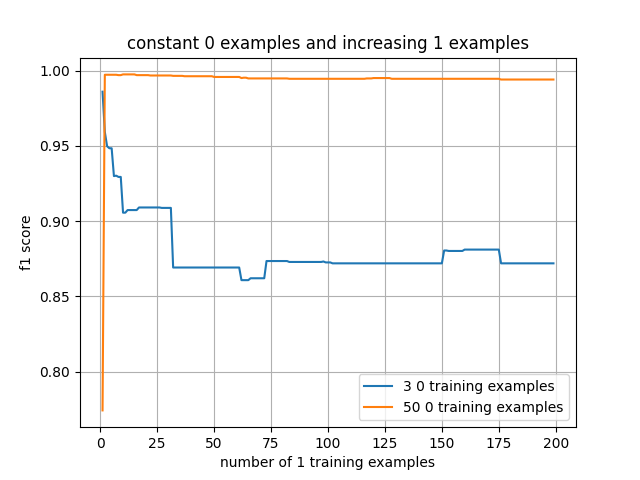 constant 0 examples and increasing 1 examples
1.00
0.95
0.90
0.85
0.80
f1 score
0 25 50 75 100 125 150 175 200
number of 1 training examples
3 0 training examples
50 0 training examples